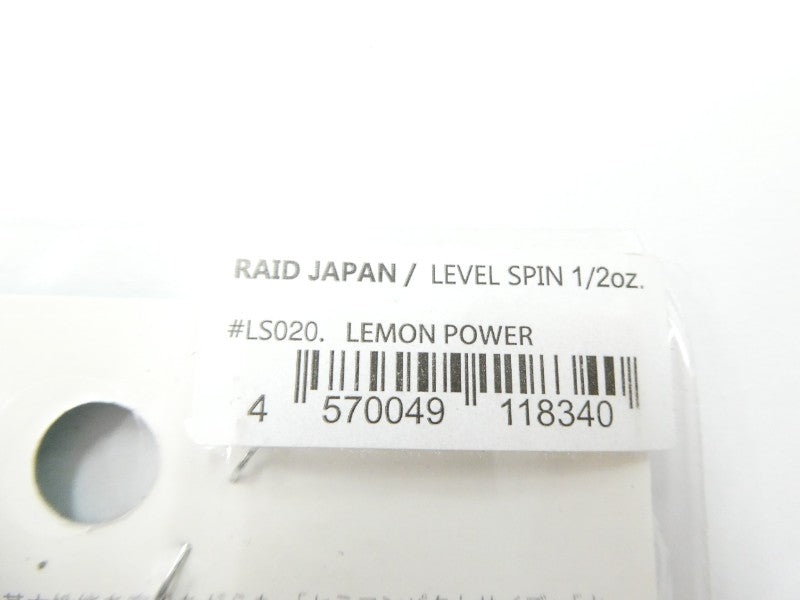 RAID JAPAN / LEVEL SPIN 1/2oz.
#LS020. LEMON POWER
4 570049 118340